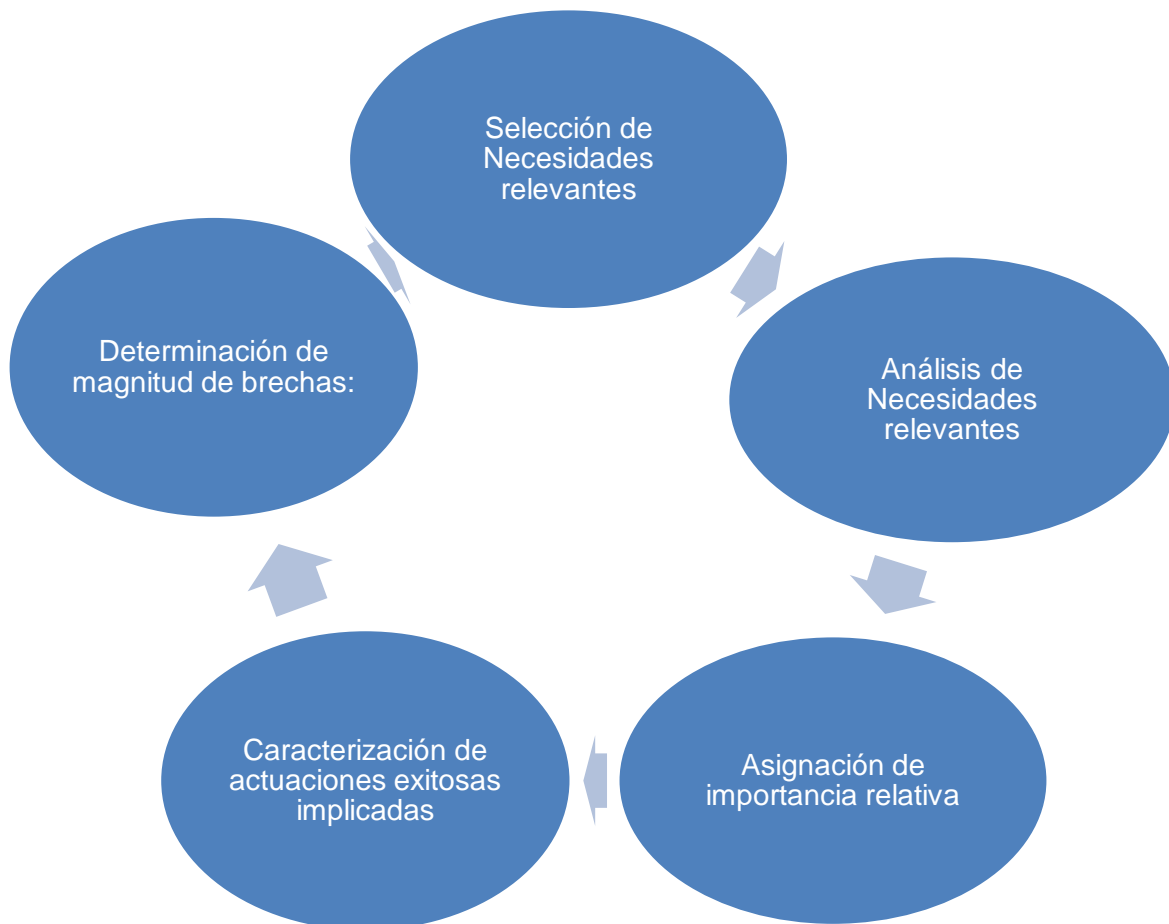 Selección de
Necesidades
relevantes
Análisis de
Necesidades
relevantes
Asignación de
importancia relativa
Caracterización de
actuaciones exitosas
implicadas
Determinación de
magnitud de brechas: